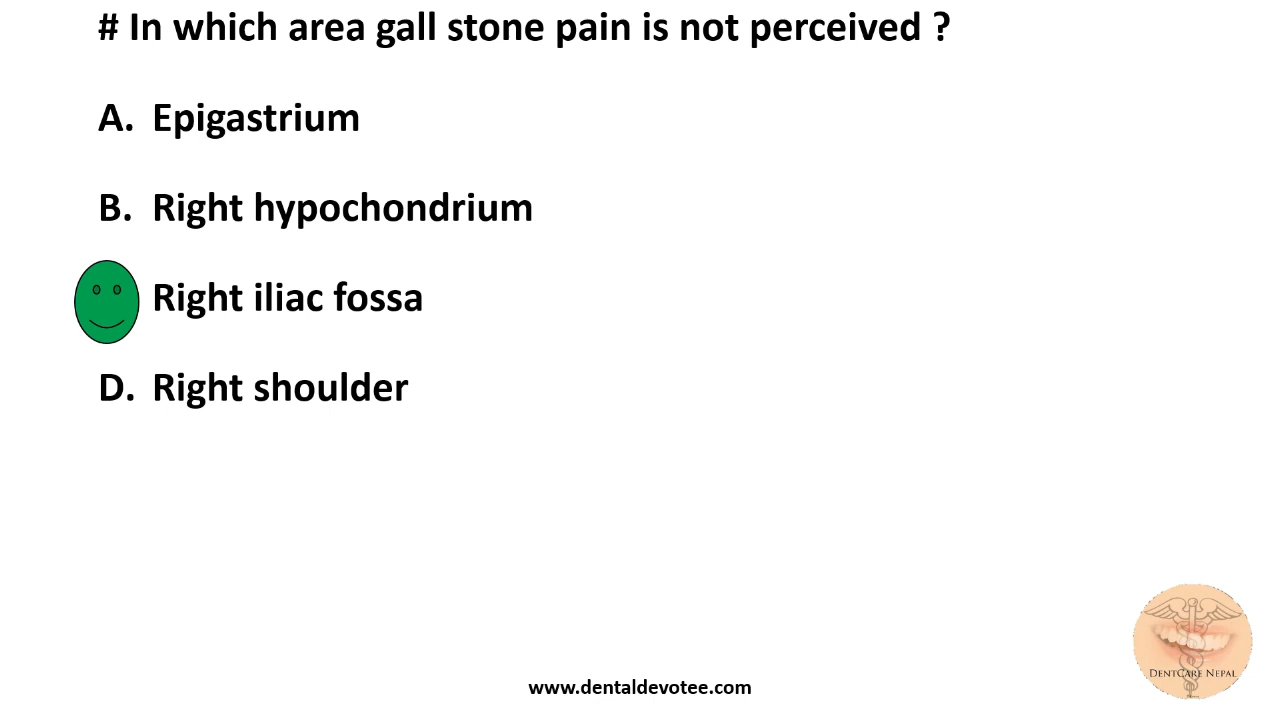 # In which area gall stone pain is not perceived ?
A. Epigastrium
B. Right hypochondrium
Right iliac fossa
D. Right shoulder
DENTCARE NEPAL
www.dentaldevotee.com